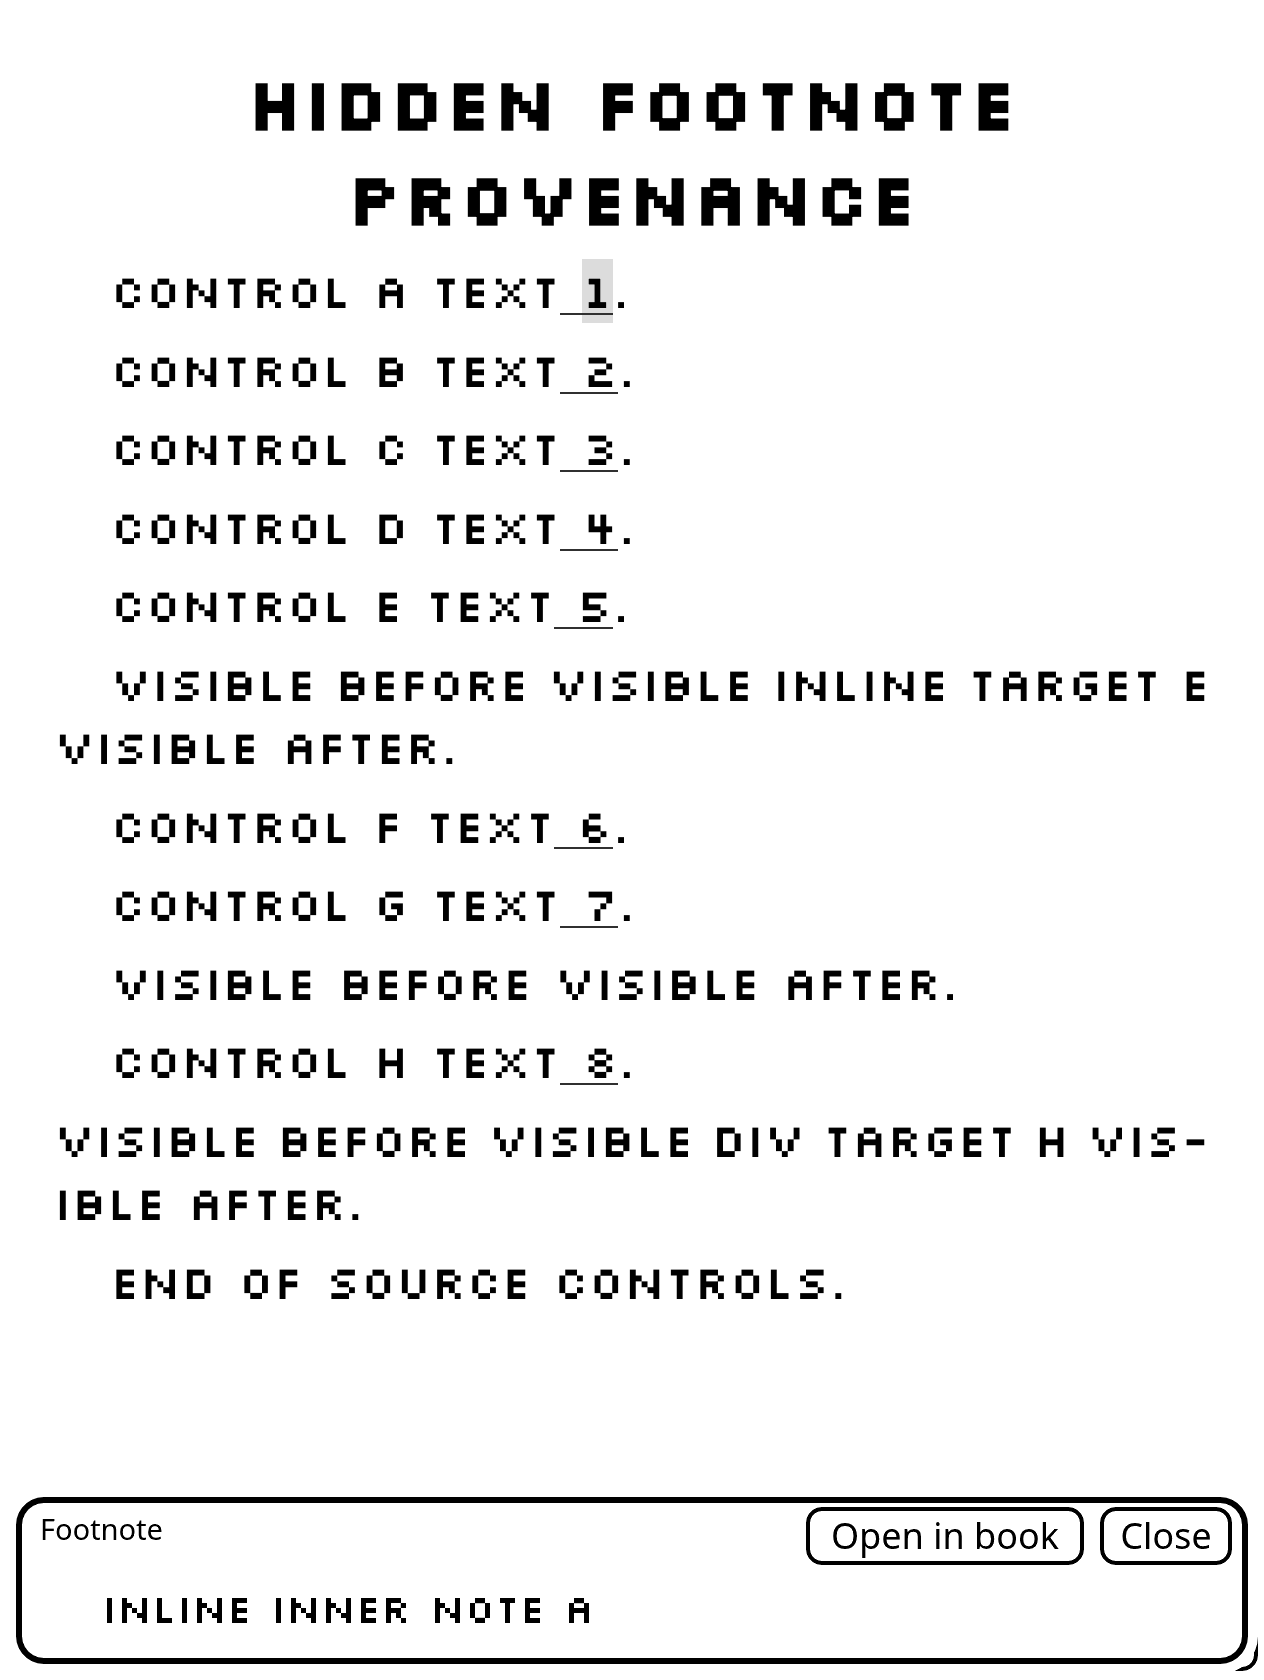 HIDDEN FOOTNOTE
PROVENANCE
CONTROL A TEXT 1.
CONTROL B TEXT 2.
CONTROL C TEXT 3.
CONTROL D TEXT 4.
CONTROL E TEXT 5.
VISIBLE BEFORE VISIBLE INLINE TARGET E
VISIBLE AFTER.
CONTROL F TEXT 6.
CONTROL G TEXT 7.
VISIBLE BEFORE VISIBLE AFTER.
CONTROL H TEXT 8.
VISIBLE BEFORE VISIBLE DIV TARGET H VIS-
IBLE AFTER.
END OF SOURCE CONTROLS.
Footnote Open in book Close
INLINE INNER NOTE A